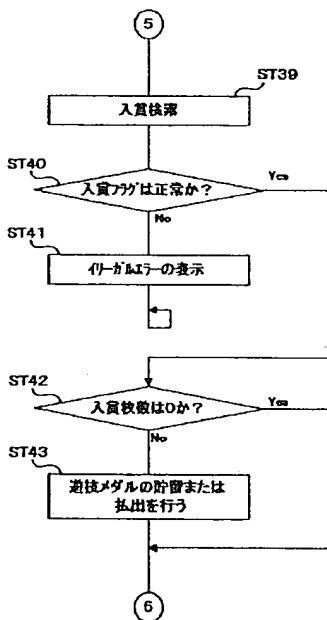 5
ST39
入賞検索
ST40
入賞フラグは正常か?
Yes
No
ST41
イリーガルエラーの表示
ST42
入賞枚数は0か?
Yes
No
ST43
遊技メダルの貯留または
払出を行う
6